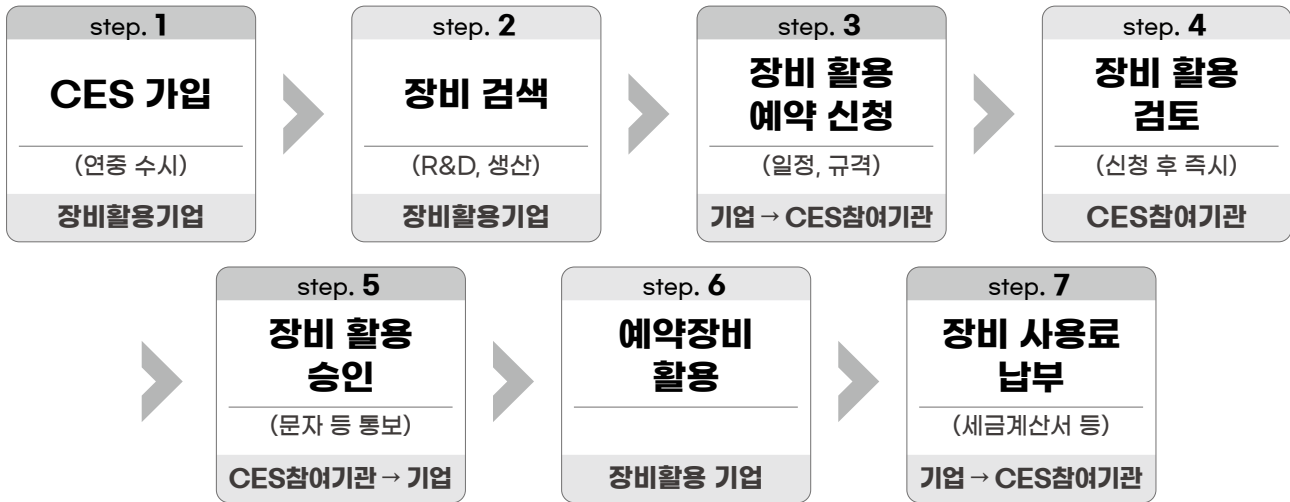 step. 1
CES 가입
(연중 수시)
장비활용기업
step. 2
장비 검색
(R&D, 생산)
장비활용기업
step. 3
장비 활용
예약 신청
(일정, 규격)
기업 → CES참여기관
step. 4
장비 활용
검토
(신청 후 즉시)
CES참여기관
step. 5
장비 활용
승인
(문자 등 통보)
CES참여기관 → 기업
step. 6
예약장비
활용
장비활용 기업
step. 7
장비 사용료
납부
(세금계산서 등)
기업 → CES참여기관